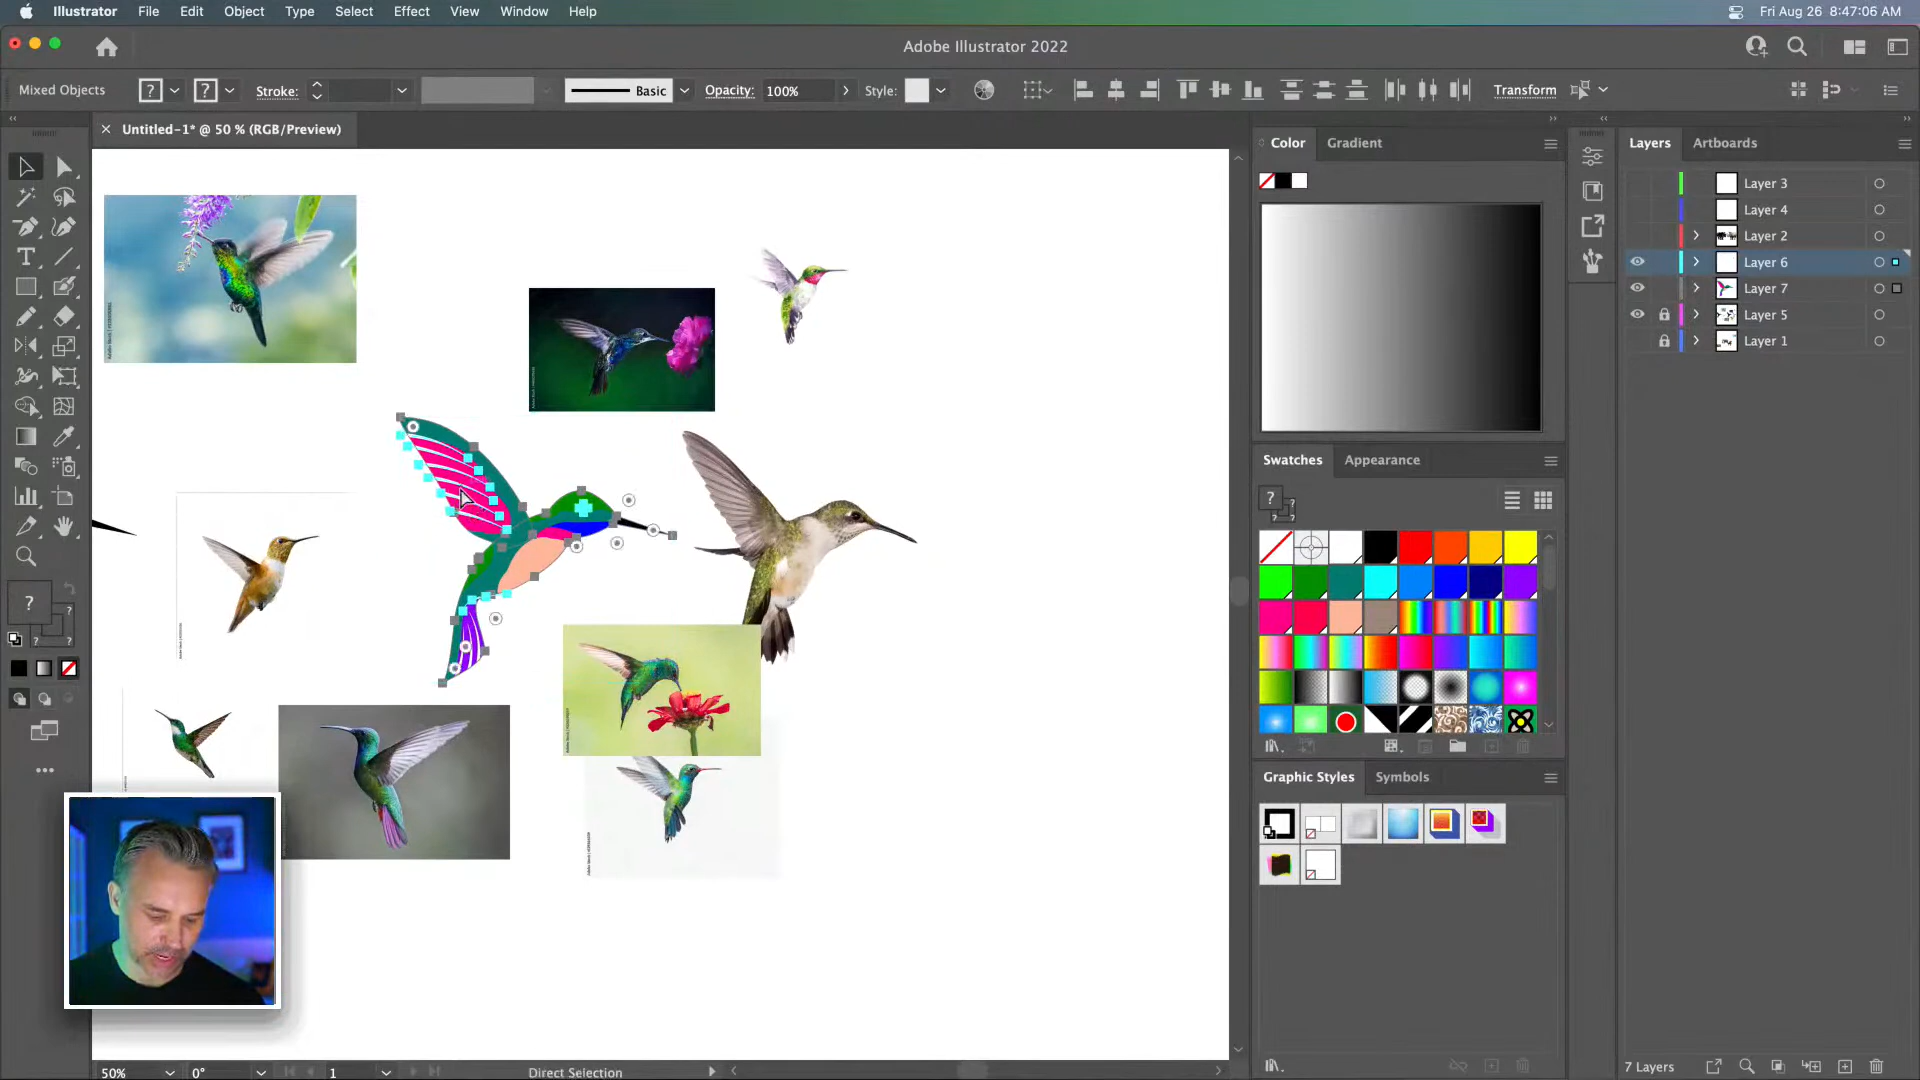 Illustrator File Edit Object Type Select Effect View Window Help
Fri Aug 26 8:47:06 AM
Adobe Illustrator 2022
Mixed Objects ? ? Stroke: Basic Opacity: 100% Style: Transform
× Untitled-1* @ 50 % (RGB/Preview)
Color Gradient
Layers Artboards
Layer 3
Layer 4
Layer 2
Layer 6
Layer 7
Layer 5
Layer 1
Swatches Appearance
?
?
?
? ?
Graphic Styles Symbols
50% 0° 1 Direct Selection
7 Layers